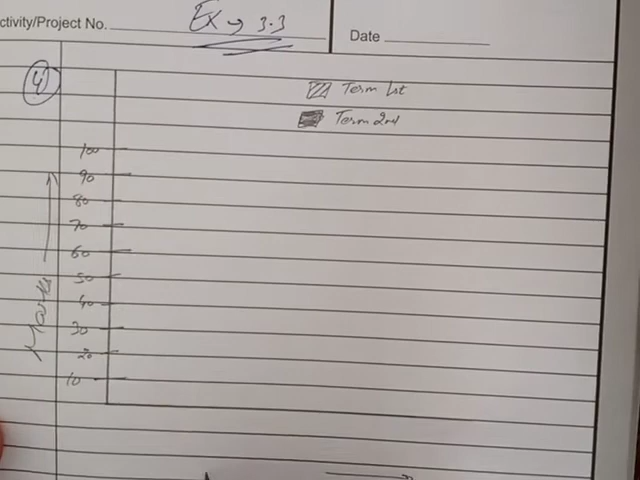 ctivity/Project No. Ex → 3.3
Date
4
Term 1st
Term 2nd
100
90
80
70
60
50
40
30
20
10
Marks